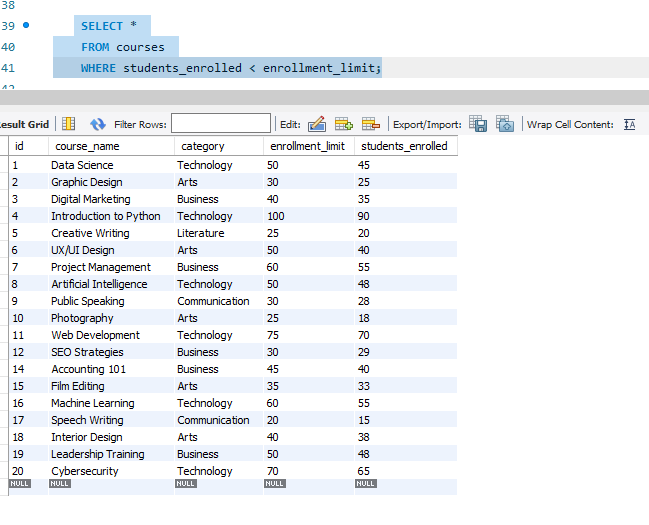 38
39 SELECT *
40 FROM courses
41 WHERE students_enrolled < enrollment_limit;
42
Result Grid Filter Rows: Edit: Export/Import: Wrap Cell Content:
id course_name category enrollment_limit students_enrolled
1 Data Science Technology 50 45
2 Graphic Design Arts 30 25
3 Digital Marketing Business 40 35
4 Introduction to Python Technology 100 90
5 Creative Writing Literature 25 20
6 UX/UI Design Arts 50 40
7 Project Management Business 60 55
8 Artificial Intelligence Technology 50 48
9 Public Speaking Communication 30 28
10 Photography Arts 25 18
11 Web Development Technology 75 70
12 SEO Strategies Business 30 29
14 Accounting 101 Business 45 40
15 Film Editing Arts 35 33
16 Machine Learning Technology 60 55
17 Speech Writing Communication 20 15
18 Interior Design Arts 40 38
19 Leadership Training Business 50 48
20 Cybersecurity Technology 70 65
NULL NULL NULL NULL NULL